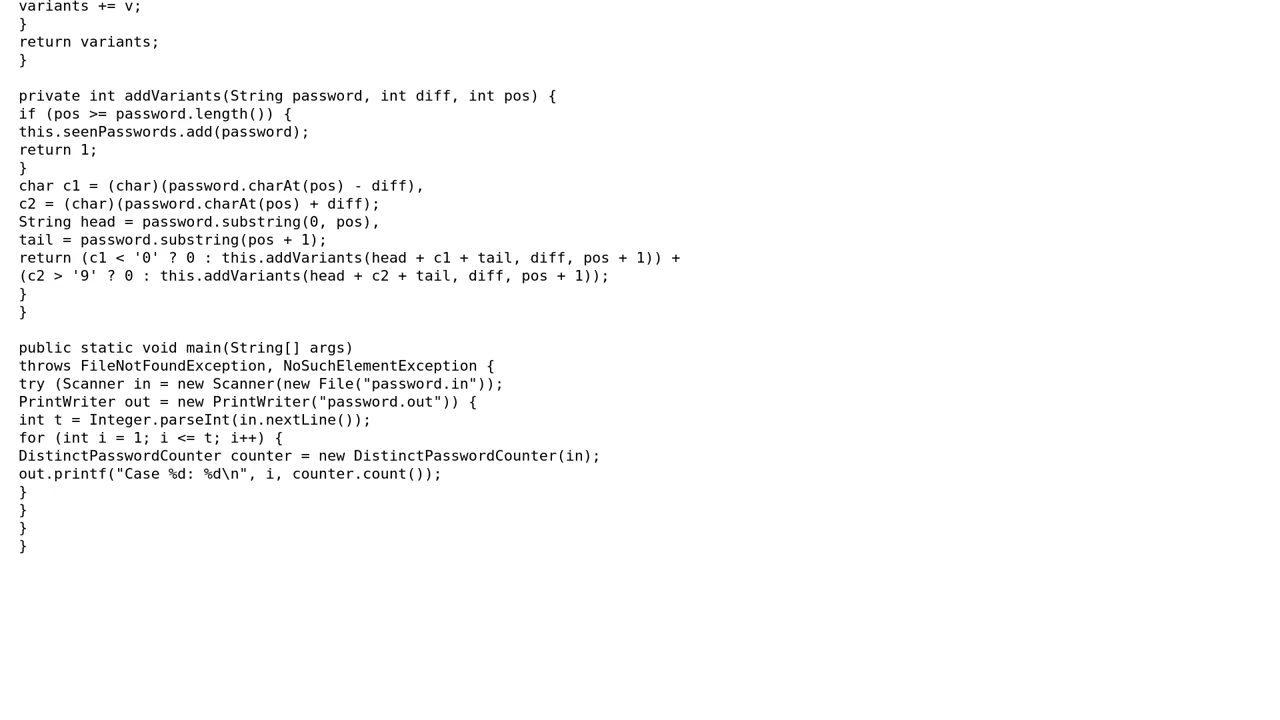 variants += v;
}
return variants;
}
private int addVariants(String password, int diff, int pos) {
if (pos >= password.length()) {
this.seenPasswords.add(password);
return 1;
}
char c1 = (char)(password.charAt(pos) - diff),
c2 = (char)(password.charAt(pos) + diff);
String head = password.substring(0, pos),
tail = password.substring(pos + 1);
return (c1 < '0' ? 0 : this.addVariants(head + c1 + tail, diff, pos + 1)) +
(c2 > '9' ? 0 : this.addVariants(head + c2 + tail, diff, pos + 1));
}
}
public static void main(String[] args)
throws FileNotFoundException, NoSuchElementException {
try (Scanner in = new Scanner(new File("password.in"));
PrintWriter out = new PrintWriter("password.out")) {
int t = Integer.parseInt(in.nextLine());
for (int i = 1; i <= t; i++) {
DistinctPasswordCounter counter = new DistinctPasswordCounter(in);
out.printf("Case %d: %d\n", i, counter.count());
}
}
}
}